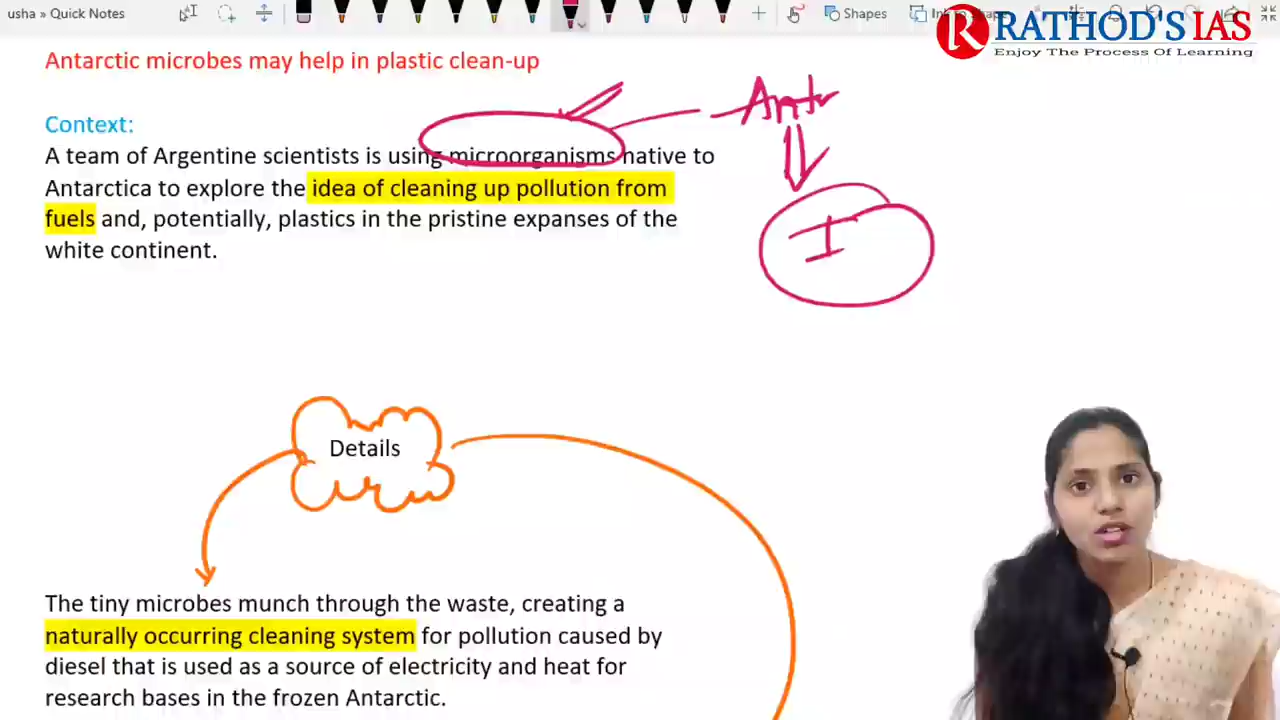 usha » Quick Notes
Shapes
RATHOD'S IAS
Enjoy The Process Of Learning
Antarctic microbes may help in plastic clean-up
Antr
Context:
A team of Argentine scientists is using microorganisms native to
Antarctica to explore the idea of cleaning up pollution from
fuels and, potentially, plastics in the pristine expanses of the
white continent.
I
Details
The tiny microbes munch through the waste, creating a
naturally occurring cleaning system for pollution caused by
diesel that is used as a source of electricity and heat for
research bases in the frozen Antarctic.